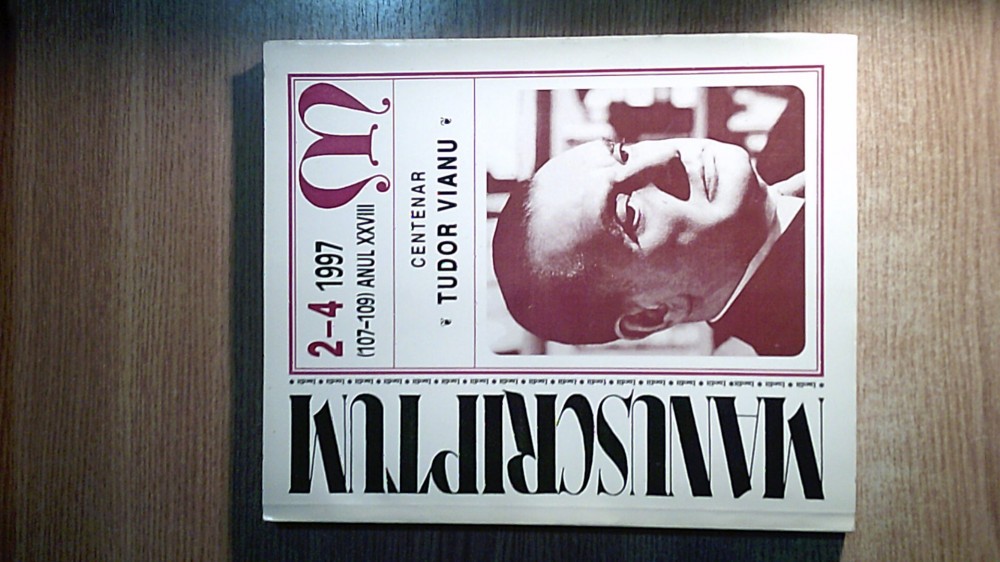 2–4 1997
(107–109) ANUL XXVIII
M
CENTENAR
TUDOR VIANU
MANUSCRIPTUM